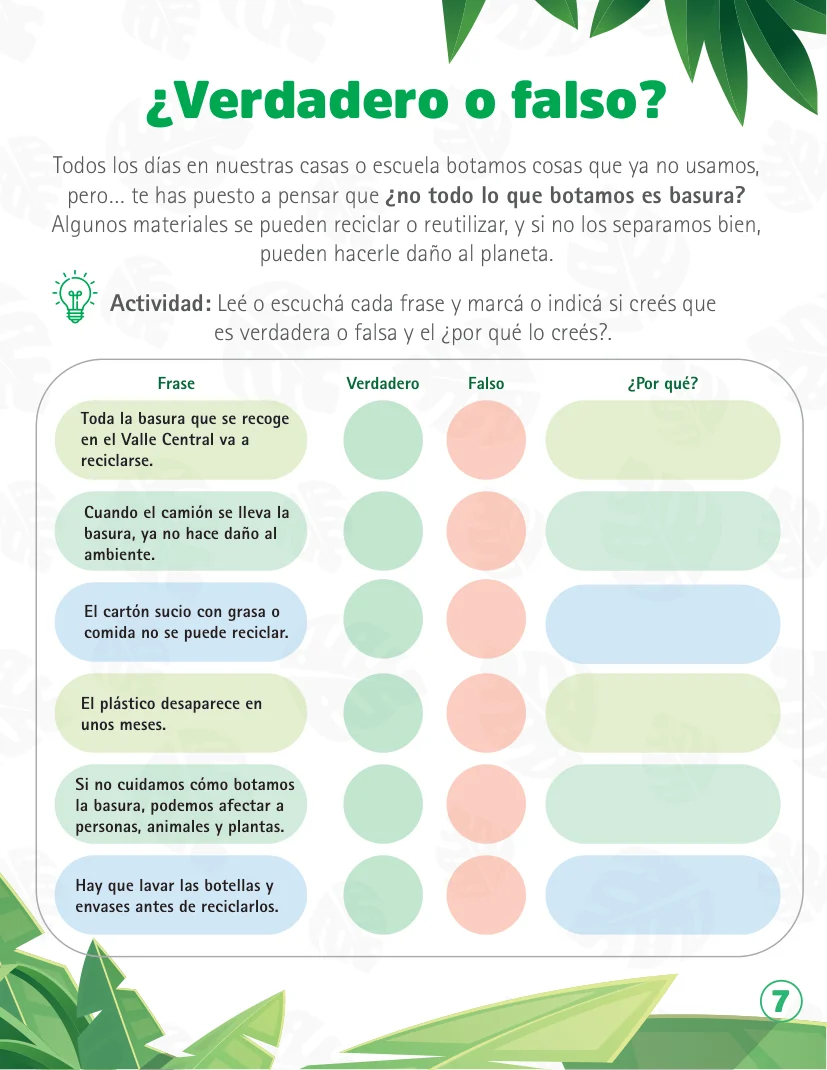 ¿Verdadero o falso?
Todos los días en nuestras casas o escuela botamos cosas que ya no usamos,
pero... te has puesto a pensar que ¿no todo lo que botamos es basura?
Algunos materiales se pueden reciclar o reutilizar, y si no los separamos bien,
pueden hacerle daño al planeta.
Actividad: Leé o escuchá cada frase y marcá o indicá si creés que
es verdadera o falsa y el ¿por qué lo creés?.
Frase Verdadero Falso ¿Por qué?
Toda la basura que se recoge
en el Valle Central va a
reciclarse.
Cuando el camión se lleva la
basura, ya no hace daño al
ambiente.
El cartón sucio con grasa o
comida no se puede reciclar.
El plástico desaparece en
unos meses.
Si no cuidamos cómo botamos
la basura, podemos afectar a
personas, animales y plantas.
Hay que lavar las botellas y
envases antes de reciclarlos.
7